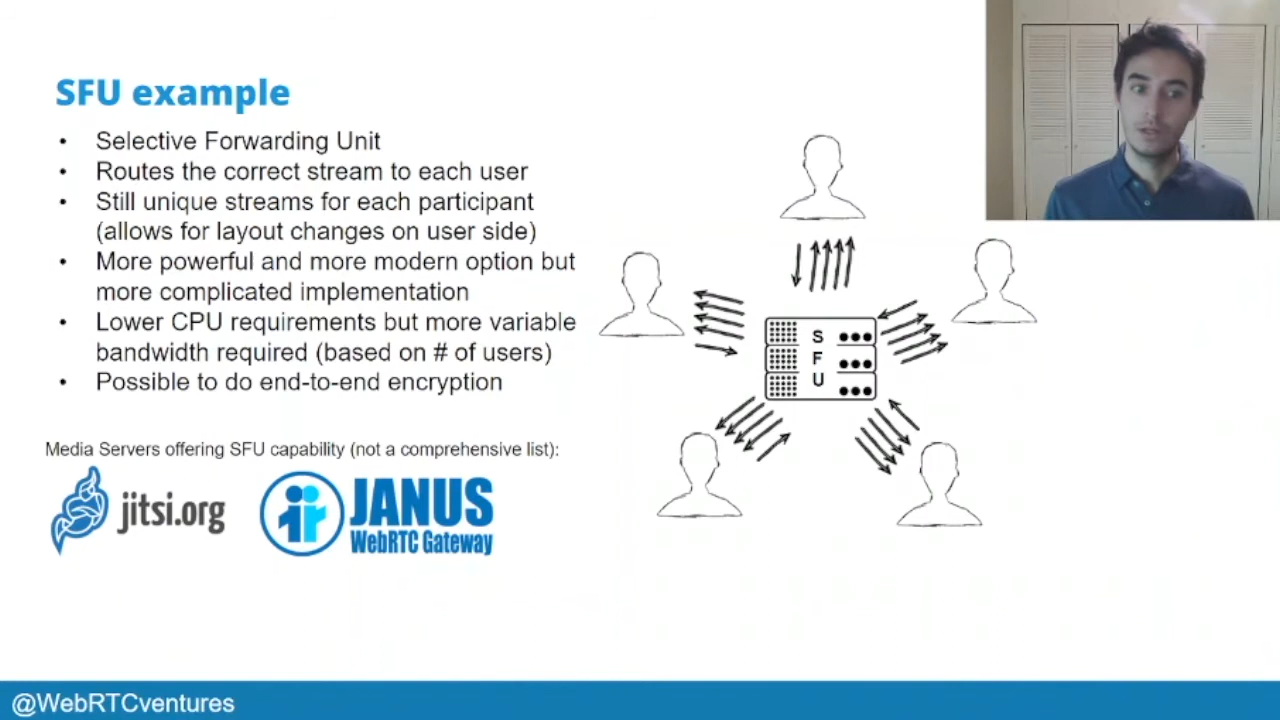 SFU example
• Selective Forwarding Unit
• Routes the correct stream to each user
• Still unique streams for each participant
(allows for layout changes on user side)
• More powerful and more modern option but
more complicated implementation
• Lower CPU requirements but more variable
bandwidth required (based on # of users)
• Possible to do end-to-end encryption
Media Servers offering SFU capability (not a comprehensive list):
jitsi.org
JANUS
WebRTC Gateway
S
F
U
@WebRTCventures